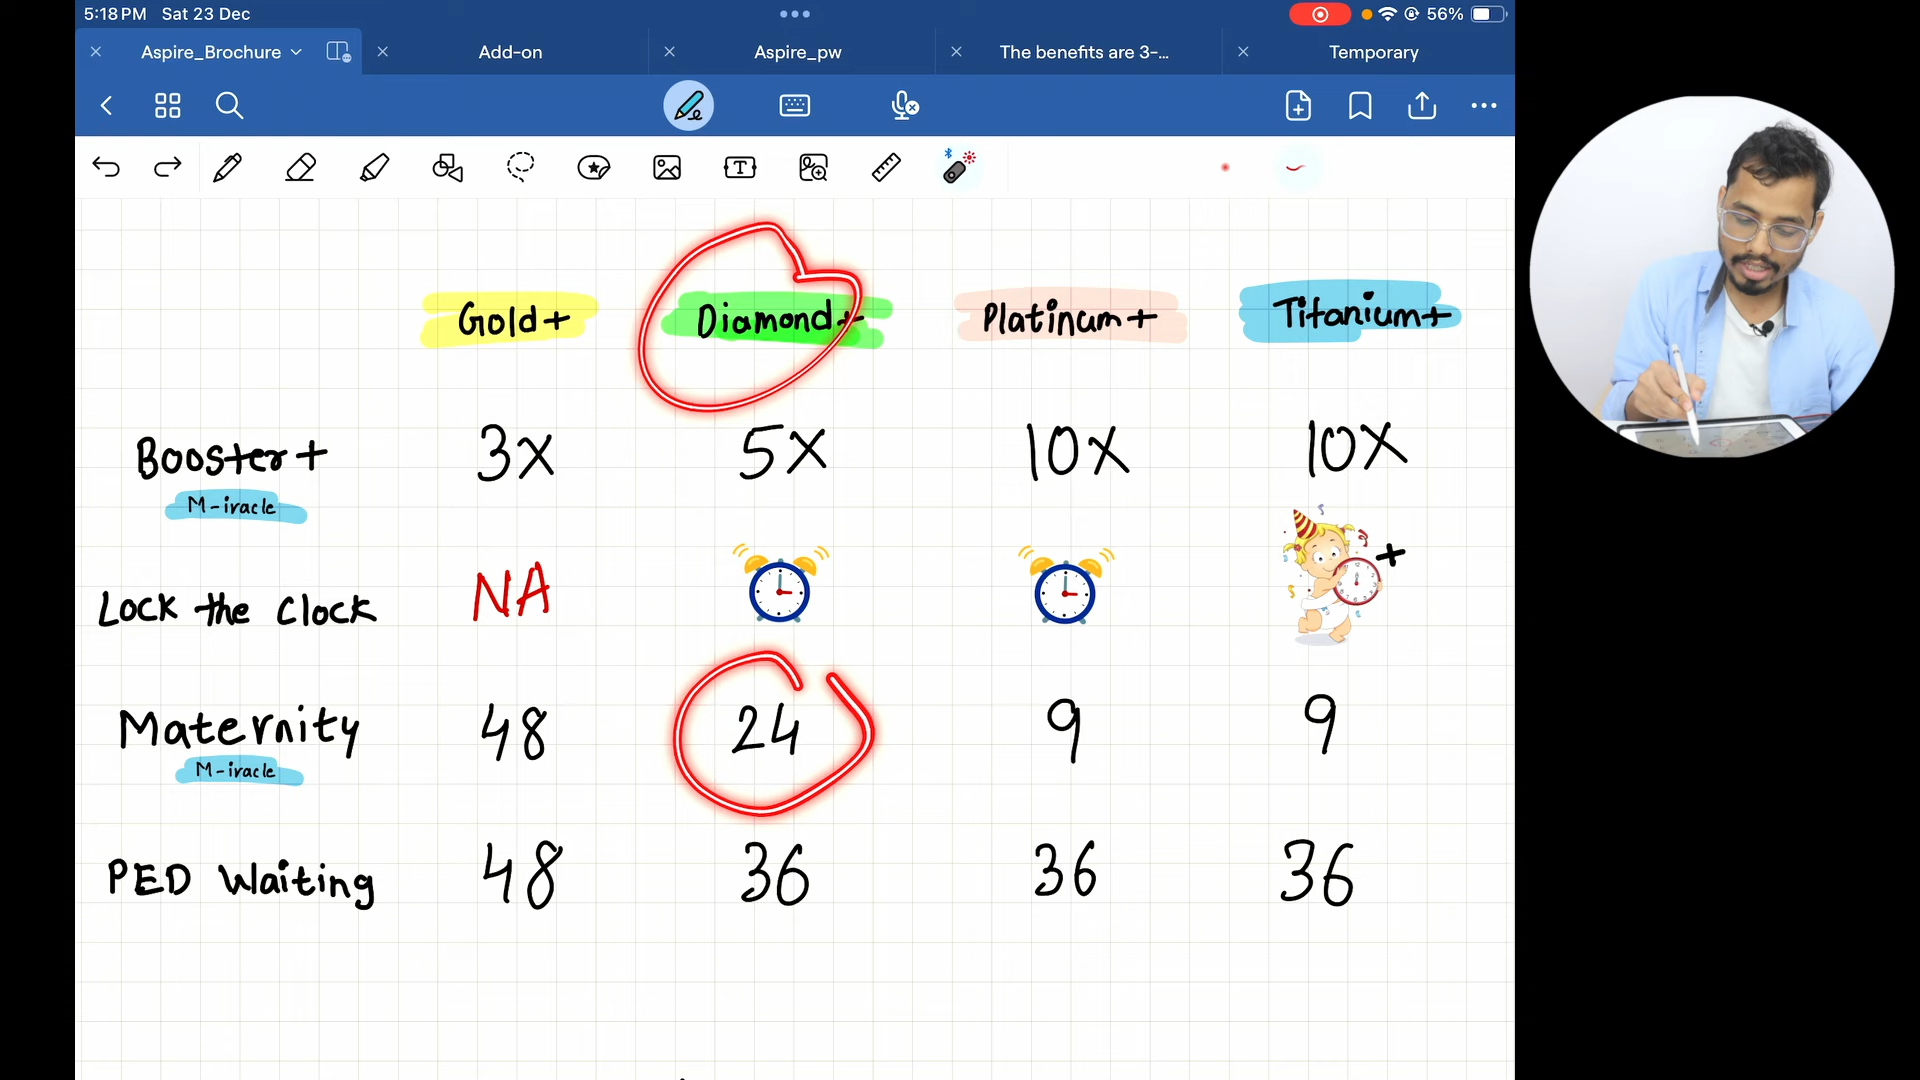 5:18 PM Sat 23 Dec
56%
Aspire_Brochure
Add-on
Aspire_pw
The benefits are 3-...
Temporary
Gold+ Diamond+ Platinum+ Titanium+
Booster+ 3X 5X 10X 10X
M-iracle
Lock the Clock NA +
Maternity 48 24 9 9
M-iracle
PED Waiting 48 36 36 36